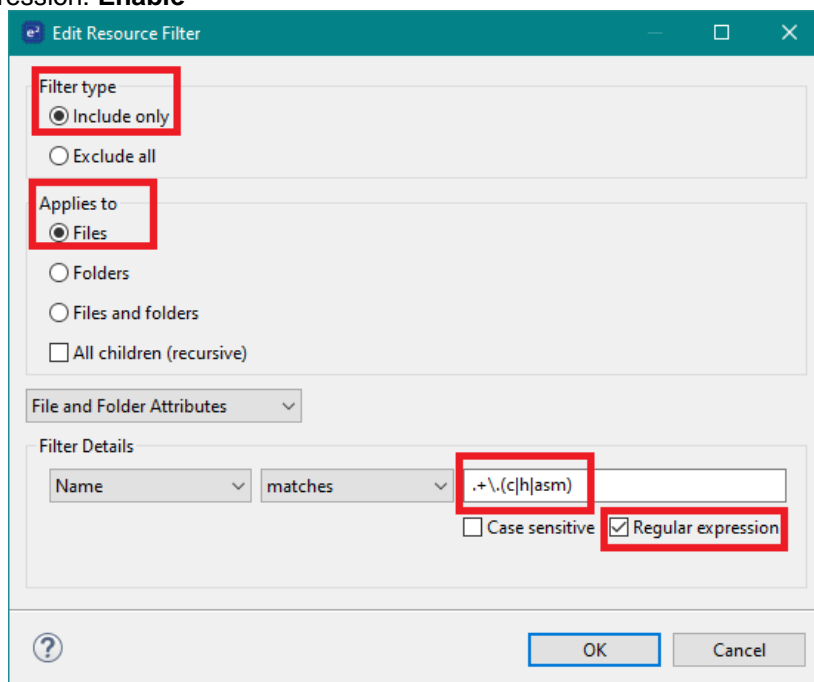 ression: Enable
e² Edit Resource Filter
Filter type
Include only
Exclude all
Applies to
Files
Folders
Files and folders
All children (recursive)
File and Folder Attributes
Filter Details
Name matches .+\.(c|h|asm)
Case sensitive Regular expression
? OK Cancel